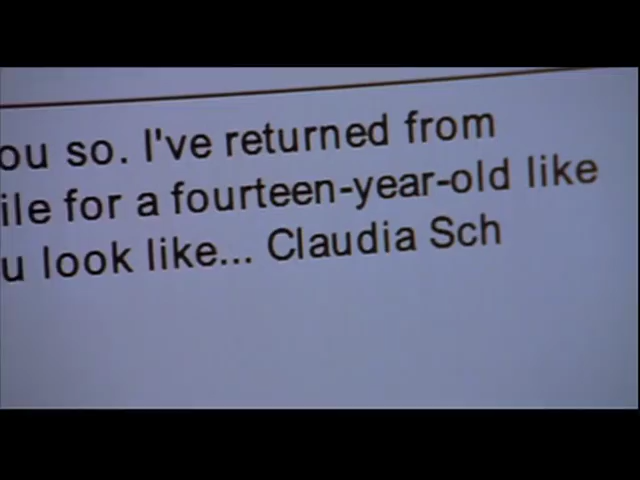 ou so. I've returned from
ile for a fourteen-year-old like
u look like... Claudia Sch